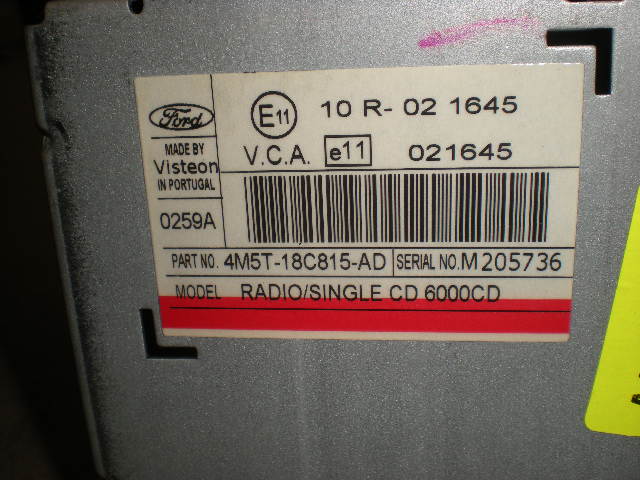 Ford
E11 10 R- 02 1645
MADE BY
Visteon
IN PORTUGAL
V.C.A. e11 021645
0259A
PART NO. 4M5T-18C815-AD SERIAL NO. M205736
MODEL RADIO/SINGLE CD 6000CD